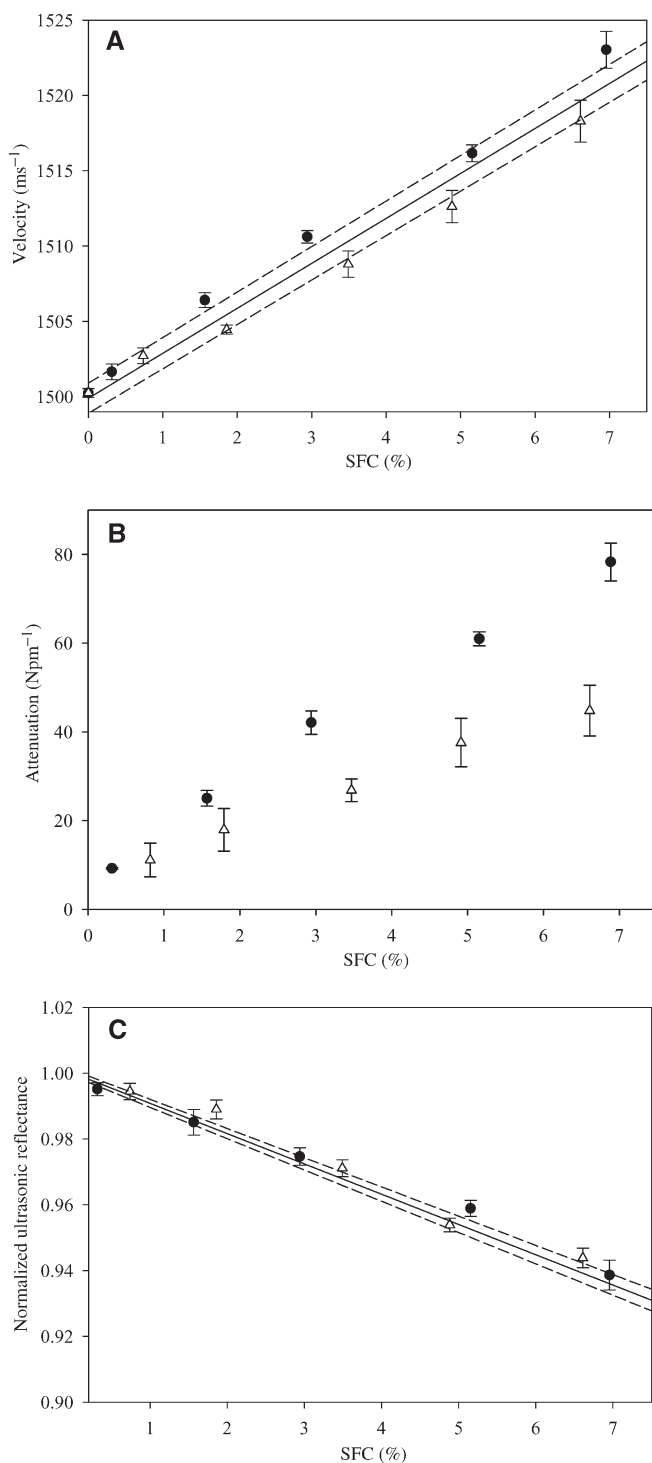 A
1525
1520
1515
1510
1505
1500
Velocity (ms⁻¹)
0 1 2 3 4 5 6 7
SFC (%)
B
80
60
40
20
0
Attenuation (Npm⁻¹)
0 1 2 3 4 5 6 7
SFC (%)
C
1.02
1.00
0.98
0.96
0.94
0.92
0.90
Normalized ultrasonic reflectance
1 2 3 4 5 6 7
SFC (%)